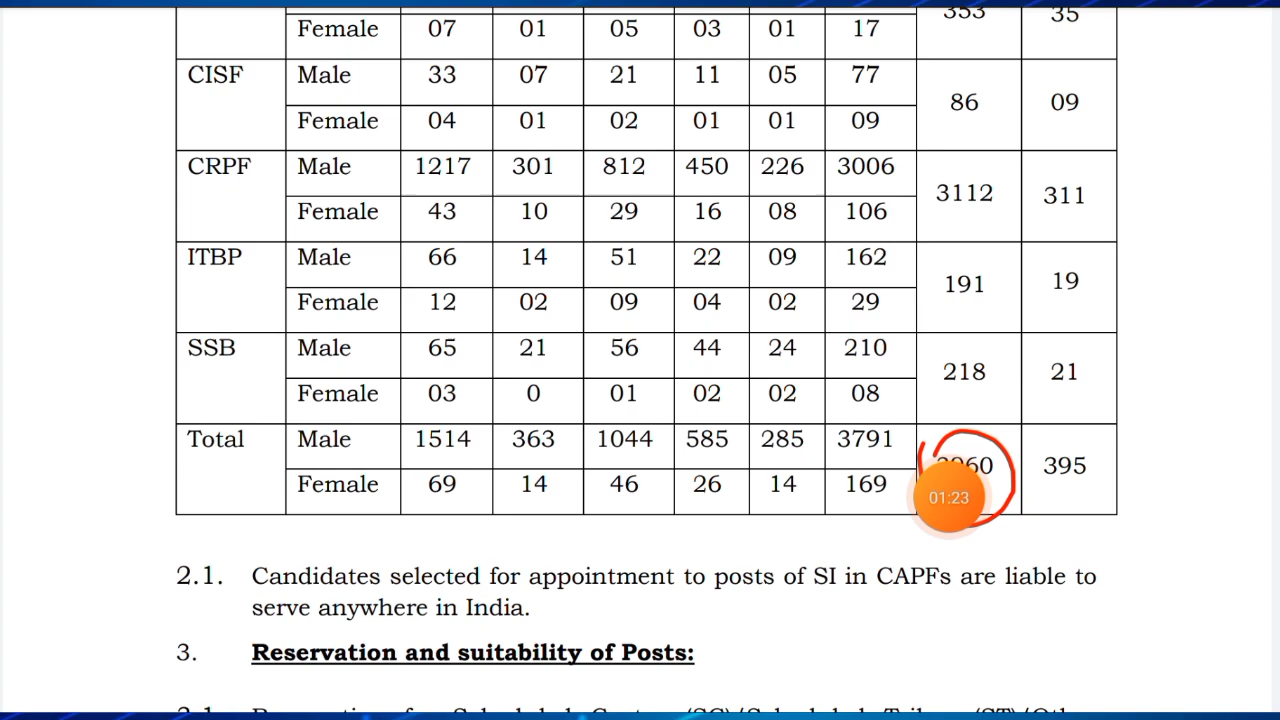 353 35
Female 07 01 05 03 01 17
CISF Male 33 07 21 11 05 77
86 09
Female 04 01 02 01 01 09
CRPF Male 1217 301 812 450 226 3006
3112 311
Female 43 10 29 16 08 106
ITBP Male 66 14 51 22 09 162
191 19
Female 12 02 09 04 02 29
SSB Male 65 21 56 44 24 210
218 21
Female 03 0 01 02 02 08
Total Male 1514 363 1044 585 285 3791
3960 395
Female 69 14 46 26 14 169
01:23
2.1. Candidates selected for appointment to posts of SI in CAPFs are liable to
serve anywhere in India.
3. Reservation and suitability of Posts: